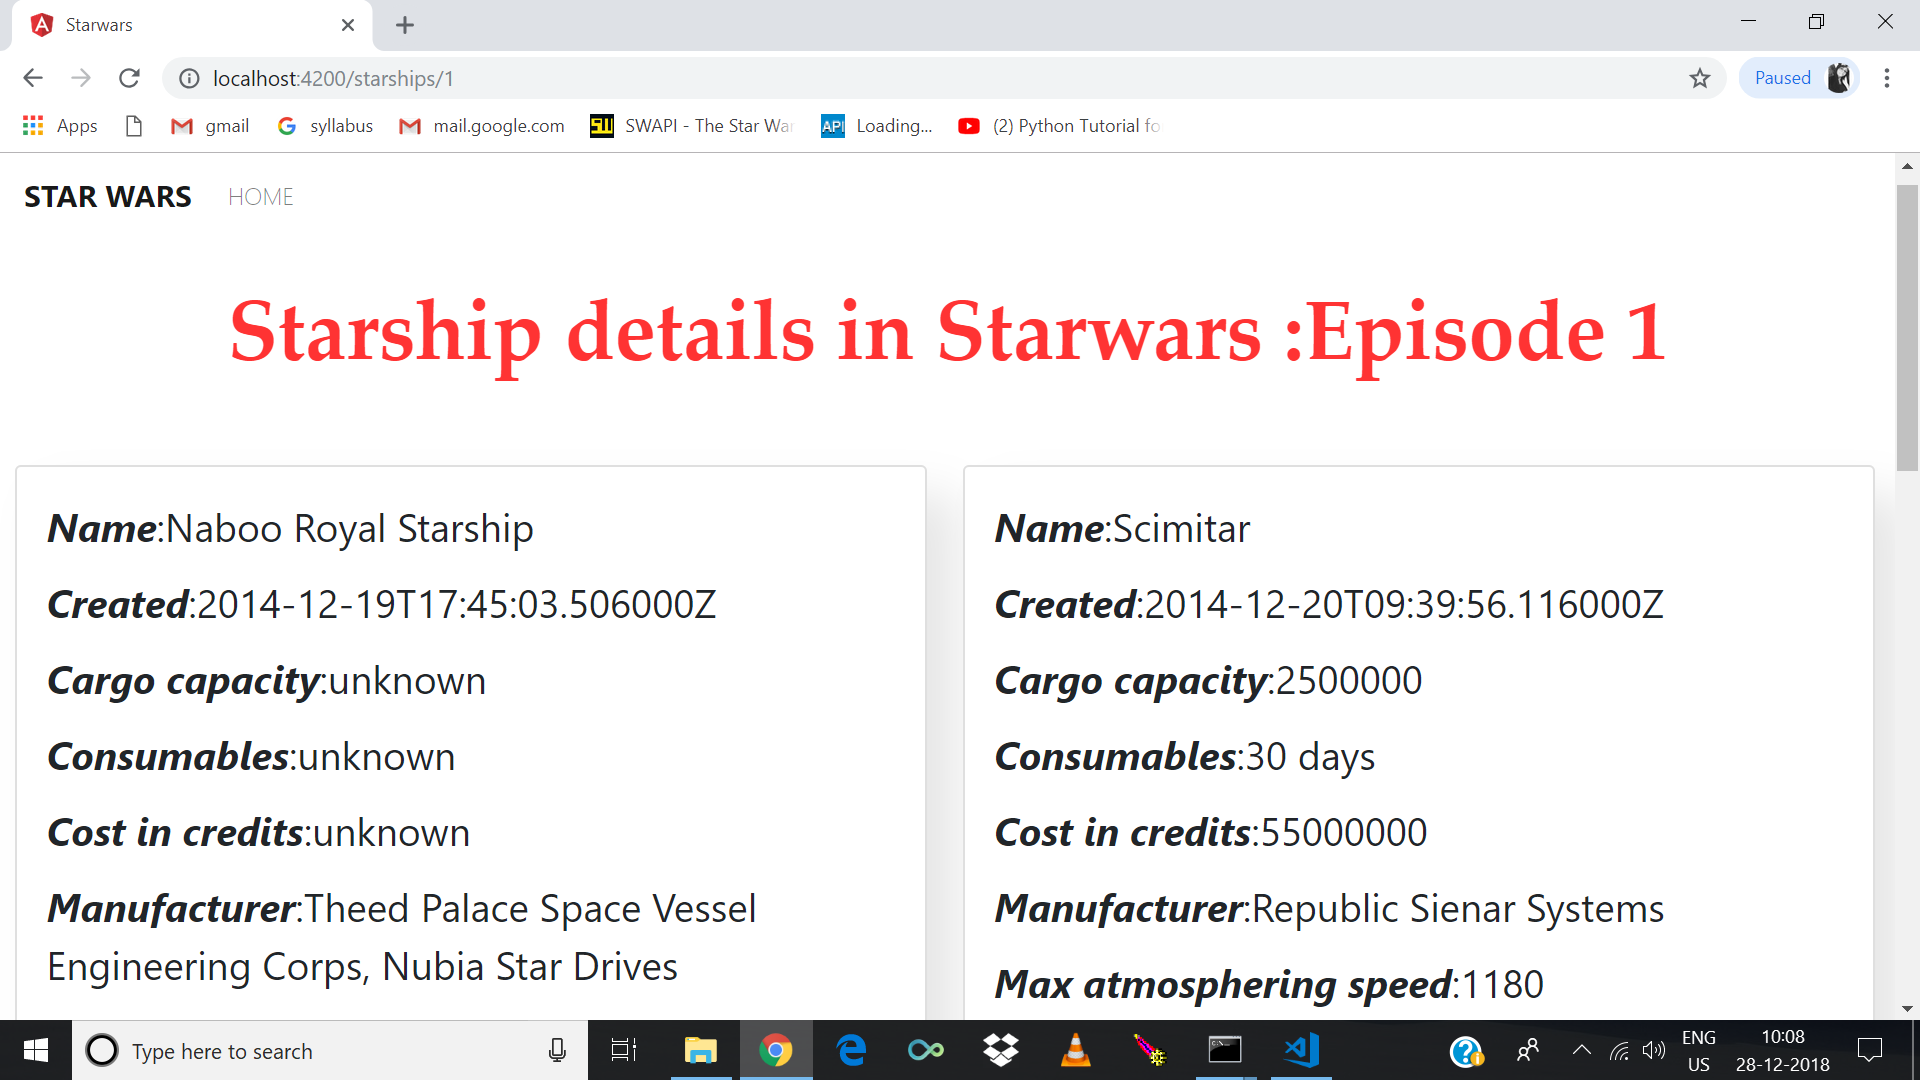 Starwars
localhost:4200/starships/1
Paused
Apps
gmail
syllabus
mail.google.com
SWAPI - The Star Wa
API
Loading...
(2) Python Tutorial fo
STAR WARS
HOME
Starship details in Starwars :Episode 1
Name:Naboo Royal Starship
Created:2014-12-19T17:45:03.506000Z
Cargo capacity:unknown
Consumables:unknown
Cost in credits:unknown
Manufacturer:Theed Palace Space Vessel
Engineering Corps, Nubia Star Drives
Name:Scimitar
Created:2014-12-20T09:39:56.116000Z
Cargo capacity:2500000
Consumables:30 days
Cost in credits:55000000
Manufacturer:Republic Sienar Systems
Max atmosphering speed:1180
Type here to search
ENG
US
10:08
28-12-2018